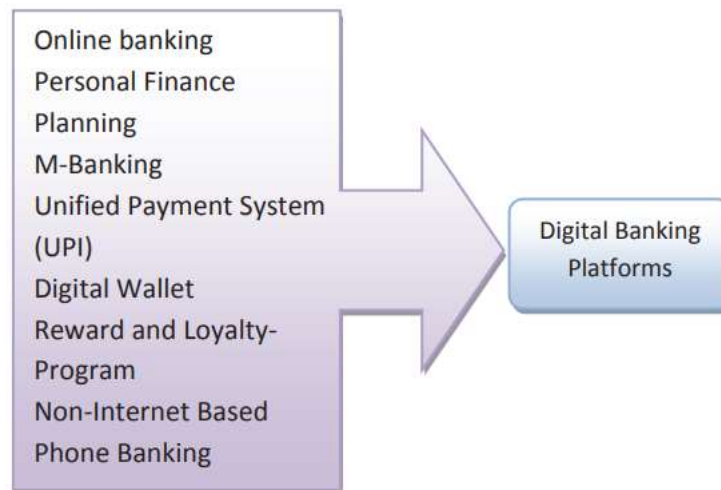 Online banking
Personal Finance
Planning
M-Banking
Unified Payment System
(UPI)
Digital Wallet
Reward and Loyalty-
Program
Non-Internet Based
Phone Banking
Digital Banking
Platforms